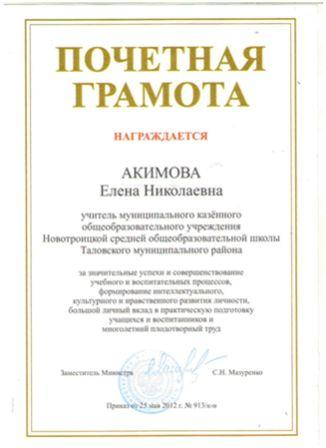 ПОЧЕТНАЯ
ГРАМОТА
НАГРАЖДАЕТСЯ
АКИМОВА
Елена Николаевна
учитель муниципального казённого
общеобразовательного учреждения
Новотроицкой средней общеобразовательной школы
Таловского муниципального района
за значительные успехи и совершенствование
учебного и воспитательных процессов,
формирование интеллектуального,
культурного и нравственного развития личности,
большой личный вклад в практическую подготовку
учащихся и воспитанников и
многолетний плодотворный труд
Заместитель Министра С.Н. Мазуренко
Приказ от 25 мая 2012 г. № 913/к-н